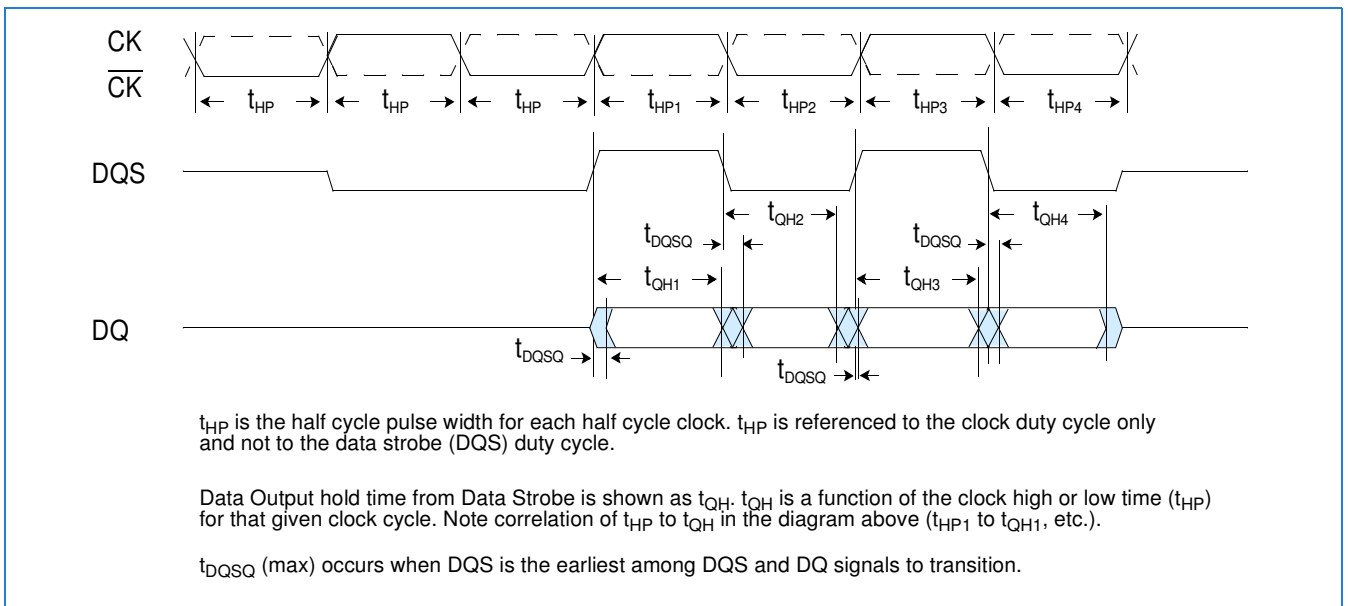 CK
CK
tHP tHP tHP tHP1 tHP2 tHP3 tHP4
DQS
tQH2 tQH4
tDQSQ tDQSQ
tQH1 tQH3
DQ
tDQSQ
tDQSQ
tHP is the half cycle pulse width for each half cycle clock. tHP is referenced to the clock duty cycle only
and not to the data strobe (DQS) duty cycle.
Data Output hold time from Data Strobe is shown as tQH. tQH is a function of the clock high or low time (tHP)
for that given clock cycle. Note correlation of tHP to tQH in the diagram above (tHP1 to tQH1, etc.).
tDQSQ (max) occurs when DQS is the earliest among DQS and DQ signals to transition.